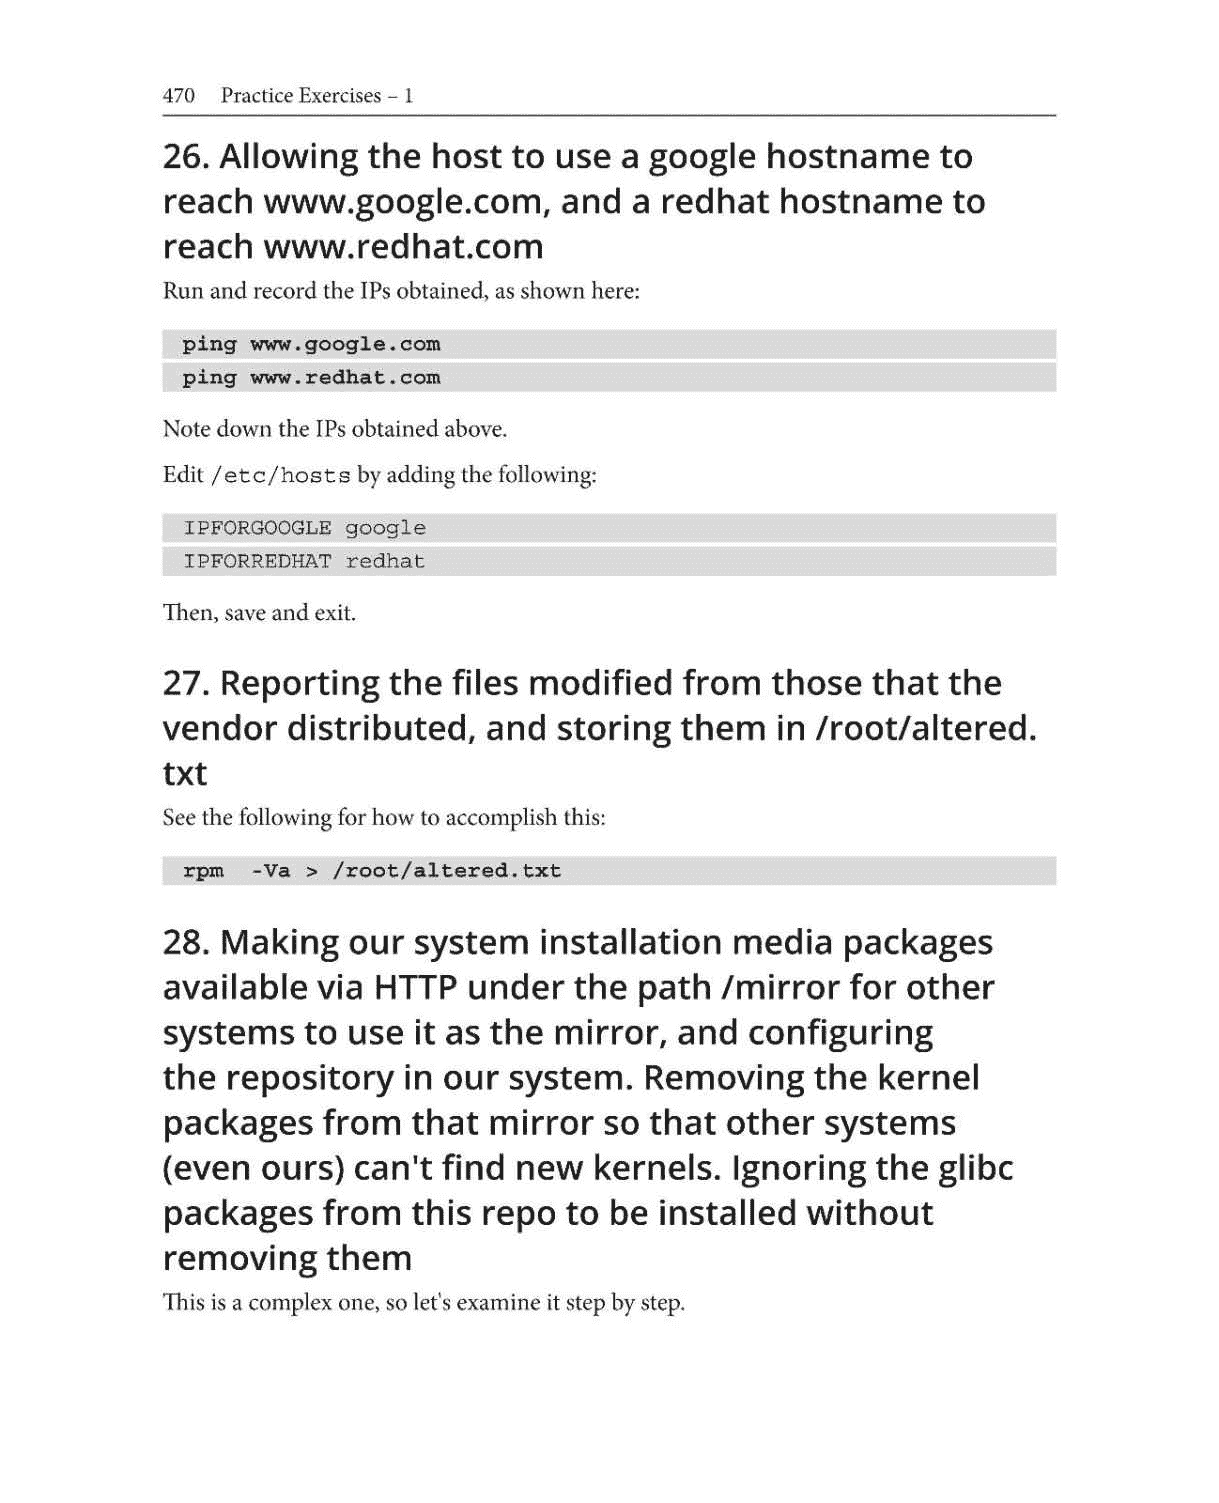 470 Practice Exercises – 1
26. Allowing the host to use a google hostname to
reach www.google.com, and a redhat hostname to
reach www.redhat.com
Run and record the IPs obtained, as shown here:
ping www.google.com
ping www.redhat.com
Note down the IPs obtained above.
Edit /etc/hosts by adding the following:
IPFORGOOGLE google
IPFORREDHAT redhat
Then, save and exit.
27. Reporting the files modified from those that the
vendor distributed, and storing them in /root/altered.
txt
See the following for how to accomplish this:
rpm  -Va > /root/altered.txt
28. Making our system installation media packages
available via HTTP under the path /mirror for other
systems to use it as the mirror, and configuring
the repository in our system. Removing the kernel
packages from that mirror so that other systems
(even ours) can't find new kernels. Ignoring the glibc
packages from this repo to be installed without
removing them
This is a complex one, so let's examine it step by step.